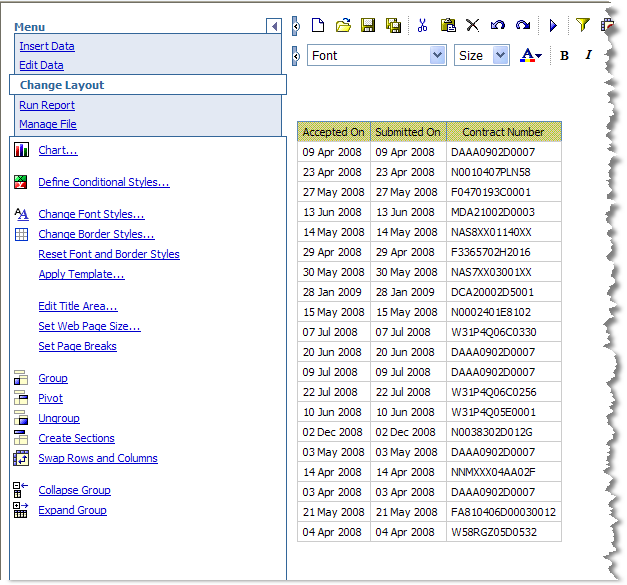 Menu
Insert Data
Edit Data
Change Layout
Run Report
Manage File
Chart...
Define Conditional Styles...
Change Font Styles...
Change Border Styles...
Reset Font and Border Styles
Apply Template...
Edit Title Area...
Set Web Page Size...
Set Page Breaks
Group
Pivot
Ungroup
Create Sections
Swap Rows and Columns
Collapse Group
Expand Group
Font Size A B I
Accepted On Submitted On Contract Number
09 Apr 2008 09 Apr 2008 DAAA0902D0007
23 Apr 2008 23 Apr 2008 N0010407PLN58
27 May 2008 27 May 2008 F0470193C0001
13 Jun 2008 13 Jun 2008 MDA21002D0003
14 May 2008 14 May 2008 NAS8XX01140XX
29 Apr 2008 29 Apr 2008 F3365702H2016
30 May 2008 30 May 2008 NAS7XX03001XX
28 Jan 2009 28 Jan 2009 DCA20002D5001
15 May 2008 15 May 2008 N0002401E8102
07 Jul 2008 07 Jul 2008 W31P4Q06C0330
20 Jun 2008 20 Jun 2008 DAAA0902D0007
09 Jul 2008 09 Jul 2008 DAAA0902D0007
22 Jul 2008 22 Jul 2008 W31P4Q06C0256
10 Jun 2008 10 Jun 2008 W31P4Q05E0001
02 Dec 2008 02 Dec 2008 N0038302D012G
03 May 2008 03 May 2008 DAAA0902D0007
14 Apr 2008 14 Apr 2008 NNMXXX04AA02F
03 Apr 2008 03 Apr 2008 DAAA0902D0007
21 May 2008 21 May 2008 FA810406D00030012
04 Apr 2008 04 Apr 2008 W58RGZ05D0532